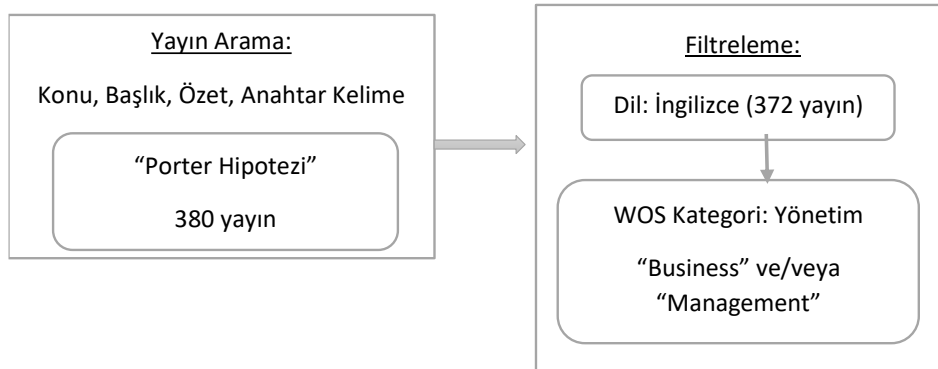 Yayın Arama:
Konu, Başlık, Özet, Anahtar Kelime
“Porter Hipotezi”
380 yayın
Filtreleme:
Dil: İngilizce (372 yayın)
WOS Kategori: Yönetim
“Business” ve/veya
“Management”